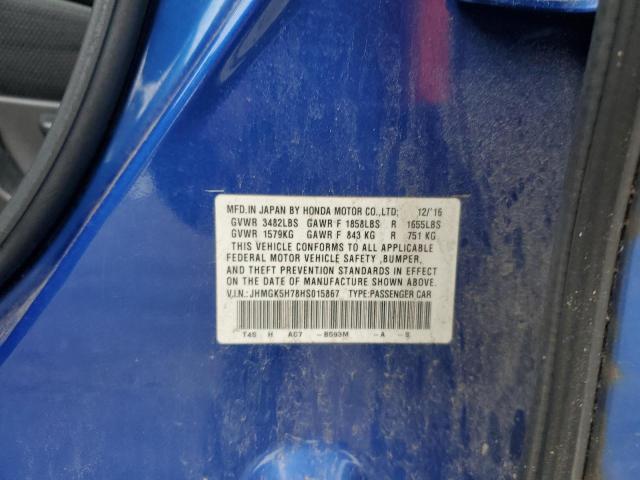 MFD.IN JAPAN BY HONDA MOTOR CO.,LTD: 12/'16
GVWR 3482LBS GAWR F 1858LBS R 1655LBS
GVWR 1579KG GAWR F 843 KG R 751 KG
THIS VEHICLE CONFORMS TO ALL APPLICABLE
FEDERAL MOTOR VEHICLE SAFETY ,BUMPER,
AND THEFT PREVENTION STANDARDS IN EFFECT
ON THE DATE OF MANUFACTURE SHOWN ABOVE.
V.I.N.: JHMGK5H78HS015867 TYPE:PASSENGER CAR
T4S H AC7 -B593M -A -S